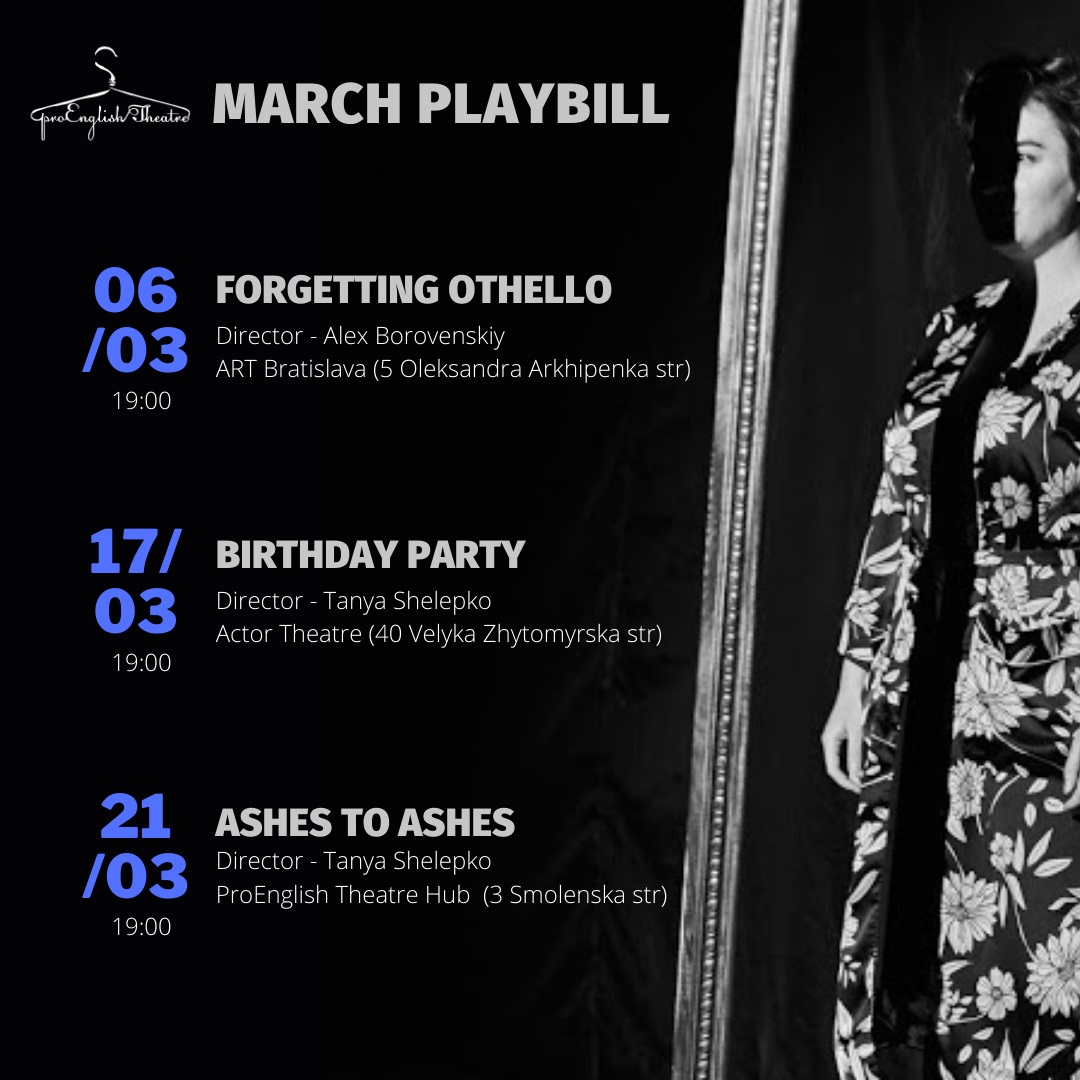 proEnglish Theatre
MARCH PLAYBILL
06
/03
19:00
FORGETTING OTHELLO
Director - Alex Borovenskiy
ART Bratislava (5 Oleksandra Arkhipenka str)
17/
03
19:00
BIRTHDAY PARTY
Director - Tanya Shelepko
Actor Theatre (40 Velyka Zhytomyrska str)
21
/03
19:00
ASHES TO ASHES
Director - Tanya Shelepko
ProEnglish Theatre Hub (3 Smolenska str)